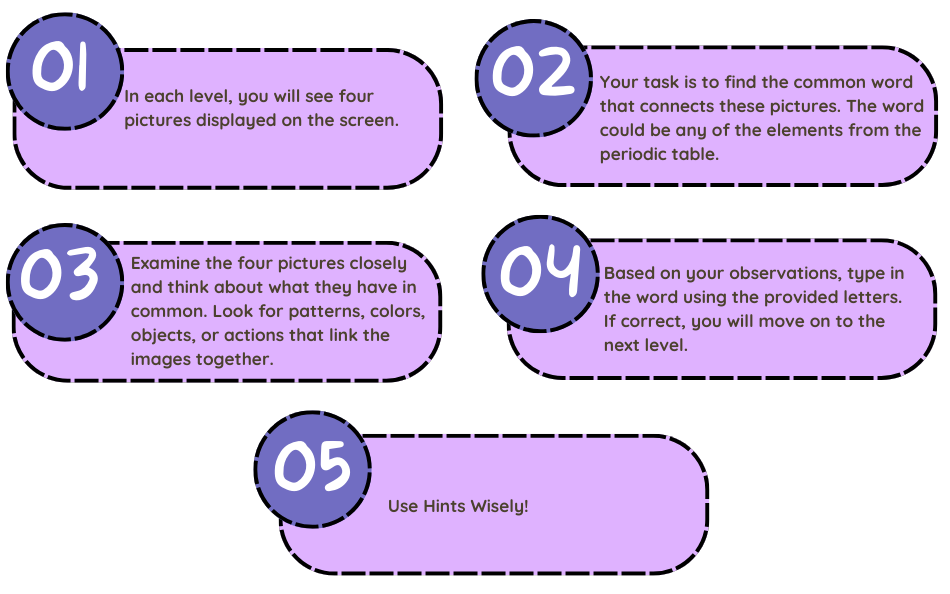 01
In each level, you will see four
pictures displayed on the screen.
02
Your task is to find the common word
that connects these pictures. The word
could be any of the elements from the
periodic table.
03
Examine the four pictures closely
and think about what they have in
common. Look for patterns, colors,
objects, or actions that link the
images together.
04
Based on your observations, type in
the word using the provided letters.
If correct, you will move on to the
next level.
05
Use Hints Wisely!